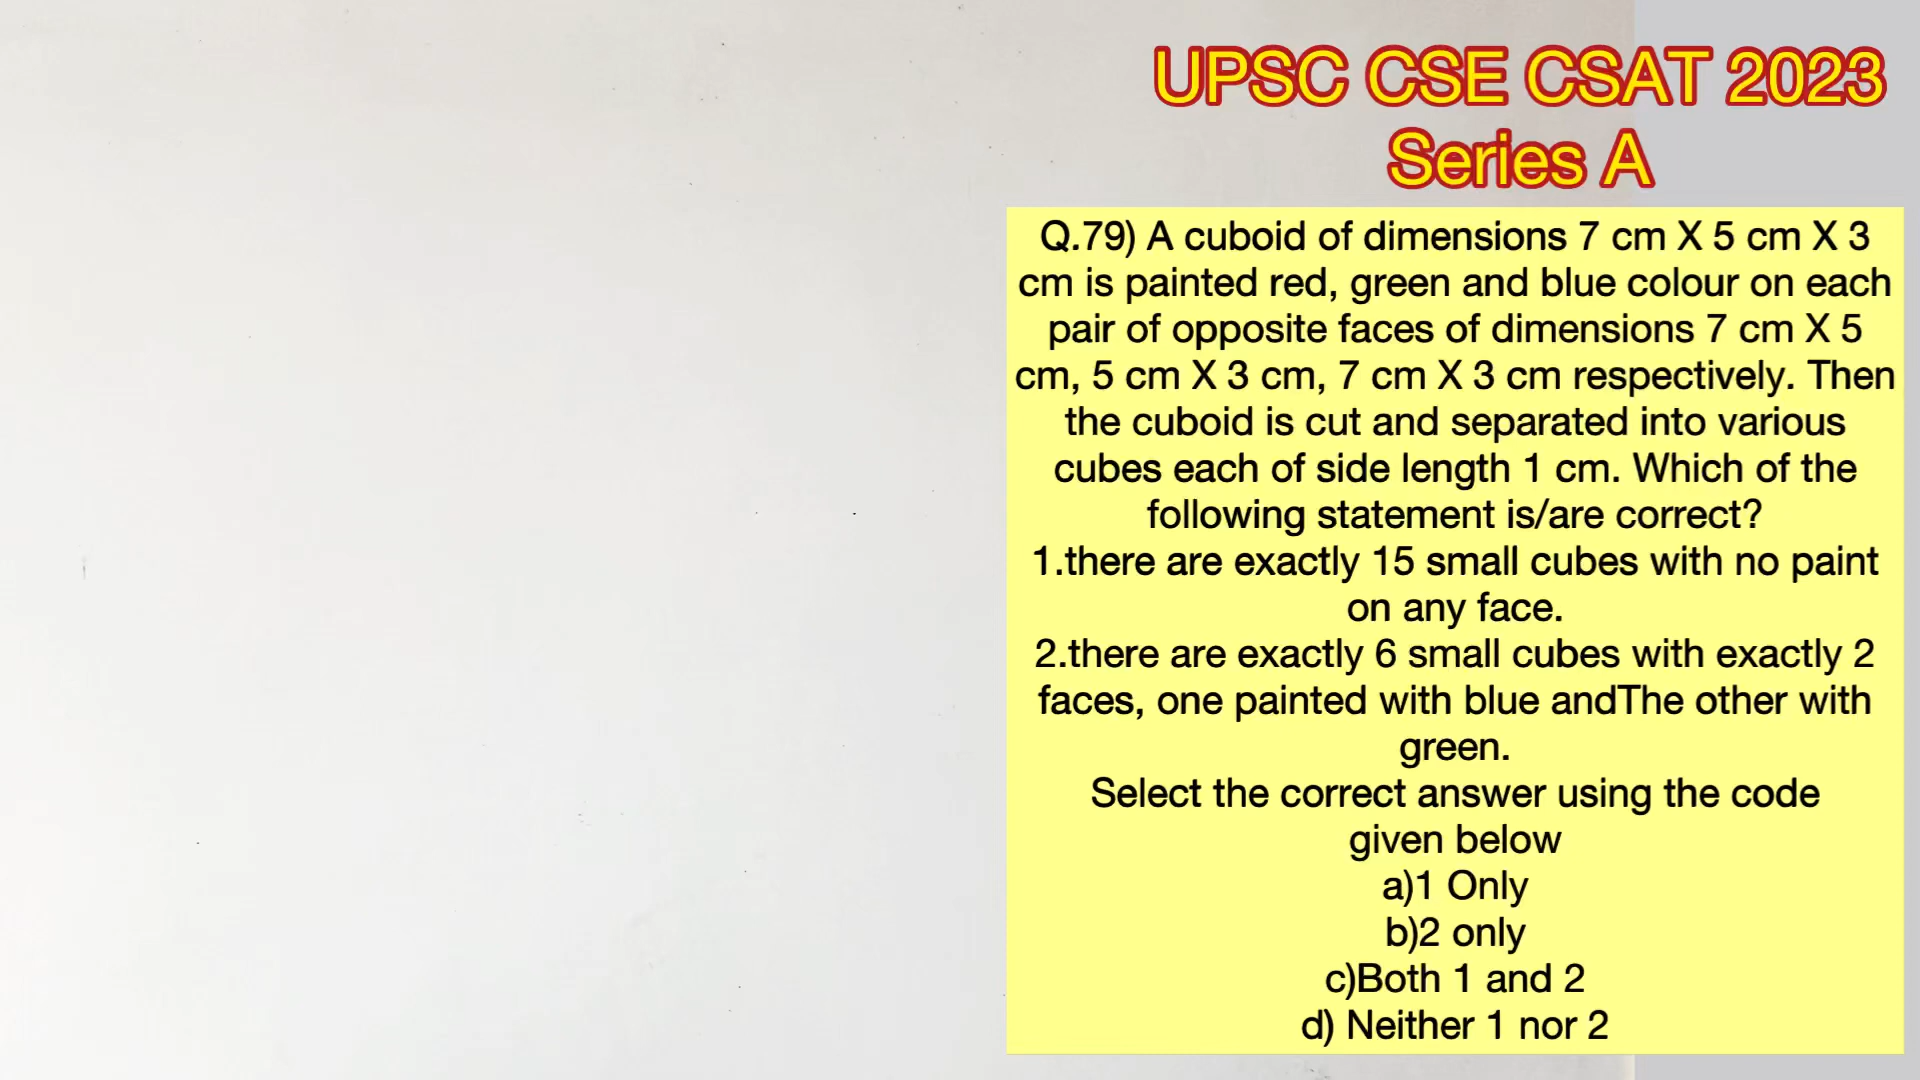 UPSC CSE CSAT 2023
Series A
Q.79) A cuboid of dimensions 7 cm X 5 cm X 3
cm is painted red, green and blue colour on each
pair of opposite faces of dimensions 7 cm X 5
cm, 5 cm X 3 cm, 7 cm X 3 cm respectively. Then
the cuboid is cut and separated into various
cubes each of side length 1 cm. Which of the
following statement is/are correct?
1.there are exactly 15 small cubes with no paint
on any face.
2.there are exactly 6 small cubes with exactly 2
faces, one painted with blue andThe other with
green.
Select the correct answer using the code
given below
a)1 Only
b)2 only
c)Both 1 and 2
d) Neither 1 nor 2